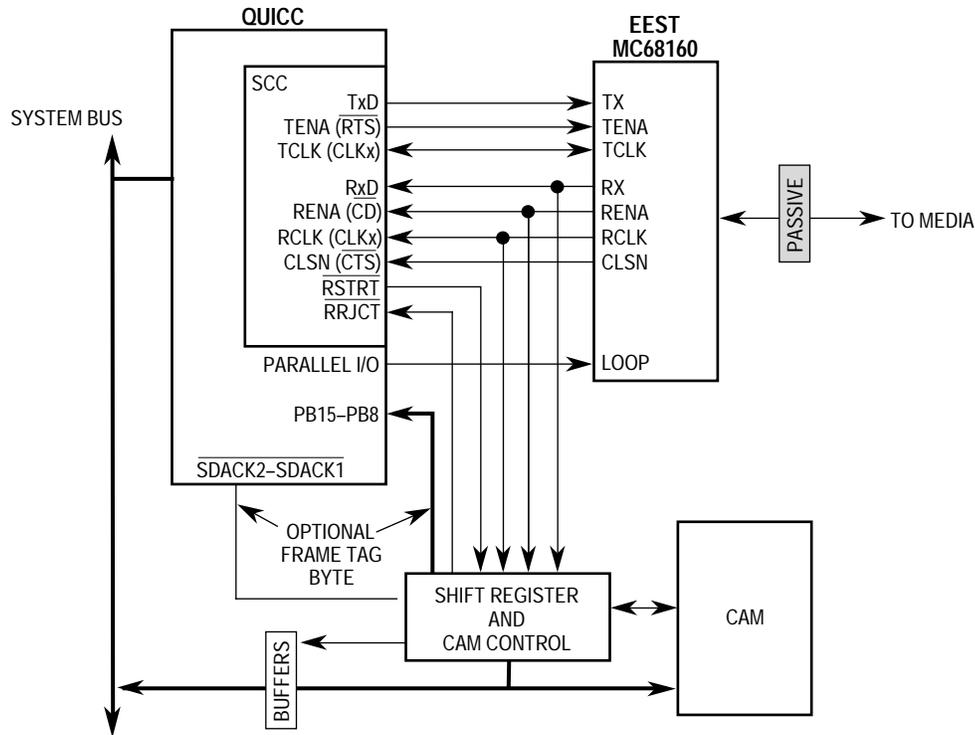 QUICC
EEST
MC68160
SCC
SYSTEM BUS
TxD
TENA (RTS)
TCLK (CLKx)
RxD
RENA (CD)
RCLK (CLKx)
CLSN (CTS)
RSTRT
RRJCT
PARALLEL I/O
PB15–PB8
SDACK2–SDACK1
TX
TENA
TCLK
RX
RENA
RCLK
CLSN
LOOP
PASSIVE
TO MEDIA
OPTIONAL
FRAME TAG
BYTE
SHIFT REGISTER
AND
CAM CONTROL
CAM
BUFFERS